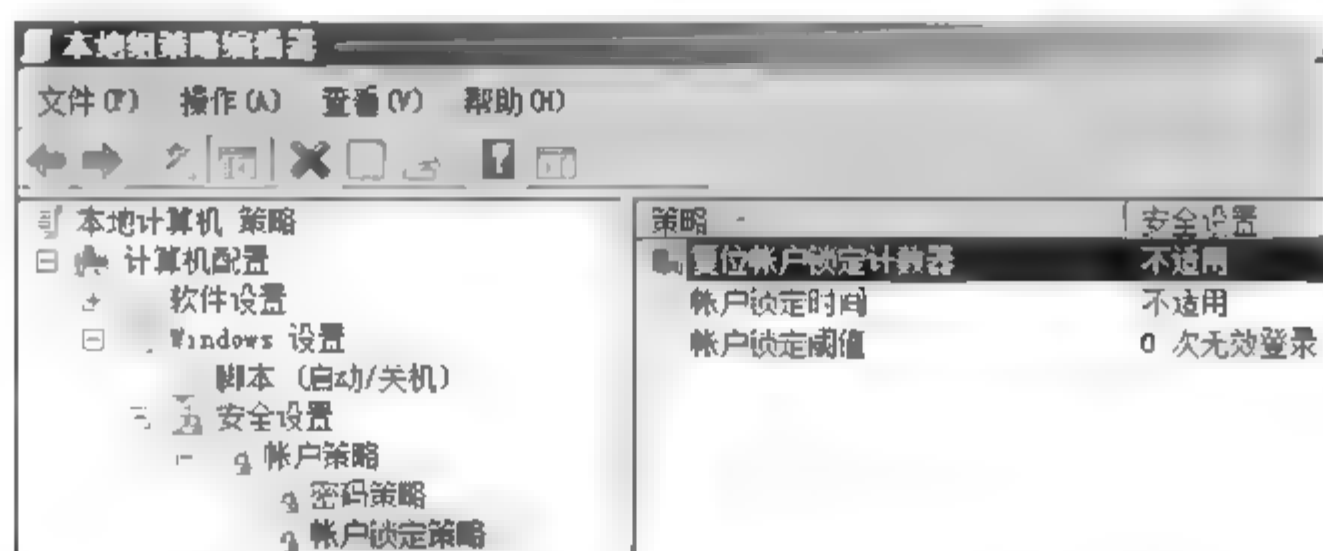 本地组策略编辑器
文件(F) 操作(A) 查看(V) 帮助(H)
本地计算机 策略
计算机配置
软件设置
Windows 设置
脚本 (启动/关机)
安全设置
帐户策略
密码策略
帐户锁定策略
策略 安全设置
复位帐户锁定计数器 不适用
帐户锁定时间 不适用
帐户锁定阈值 0 次无效登录